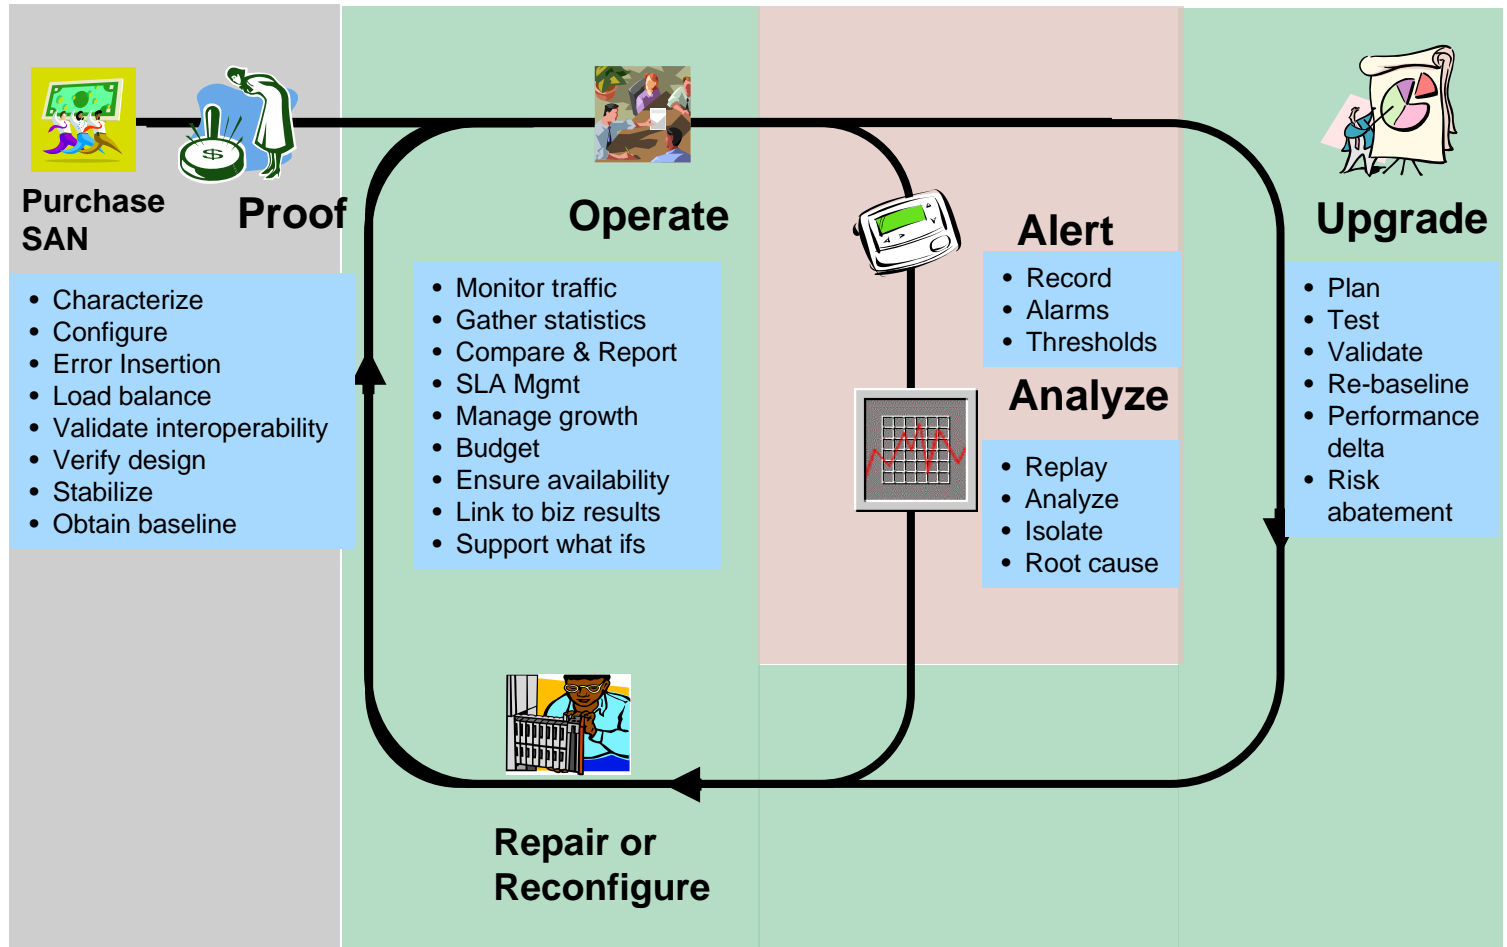 Purchase
SAN
Proof
• Characterize
• Configure
• Error Insertion
• Load balance
• Validate interoperability
• Verify design
• Stabilize
• Obtain baseline
Operate
• Monitor traffic
• Gather statistics
• Compare & Report
• SLA Mgmt
• Manage growth
• Budget
• Ensure availability
• Link to biz results
• Support what ifs
Alert
• Record
• Alarms
• Thresholds
Analyze
• Replay
• Analyze
• Isolate
• Root cause
Upgrade
• Plan
• Test
• Validate
• Re-baseline
• Performance
delta
• Risk
abatement
Repair or
Reconfigure
$